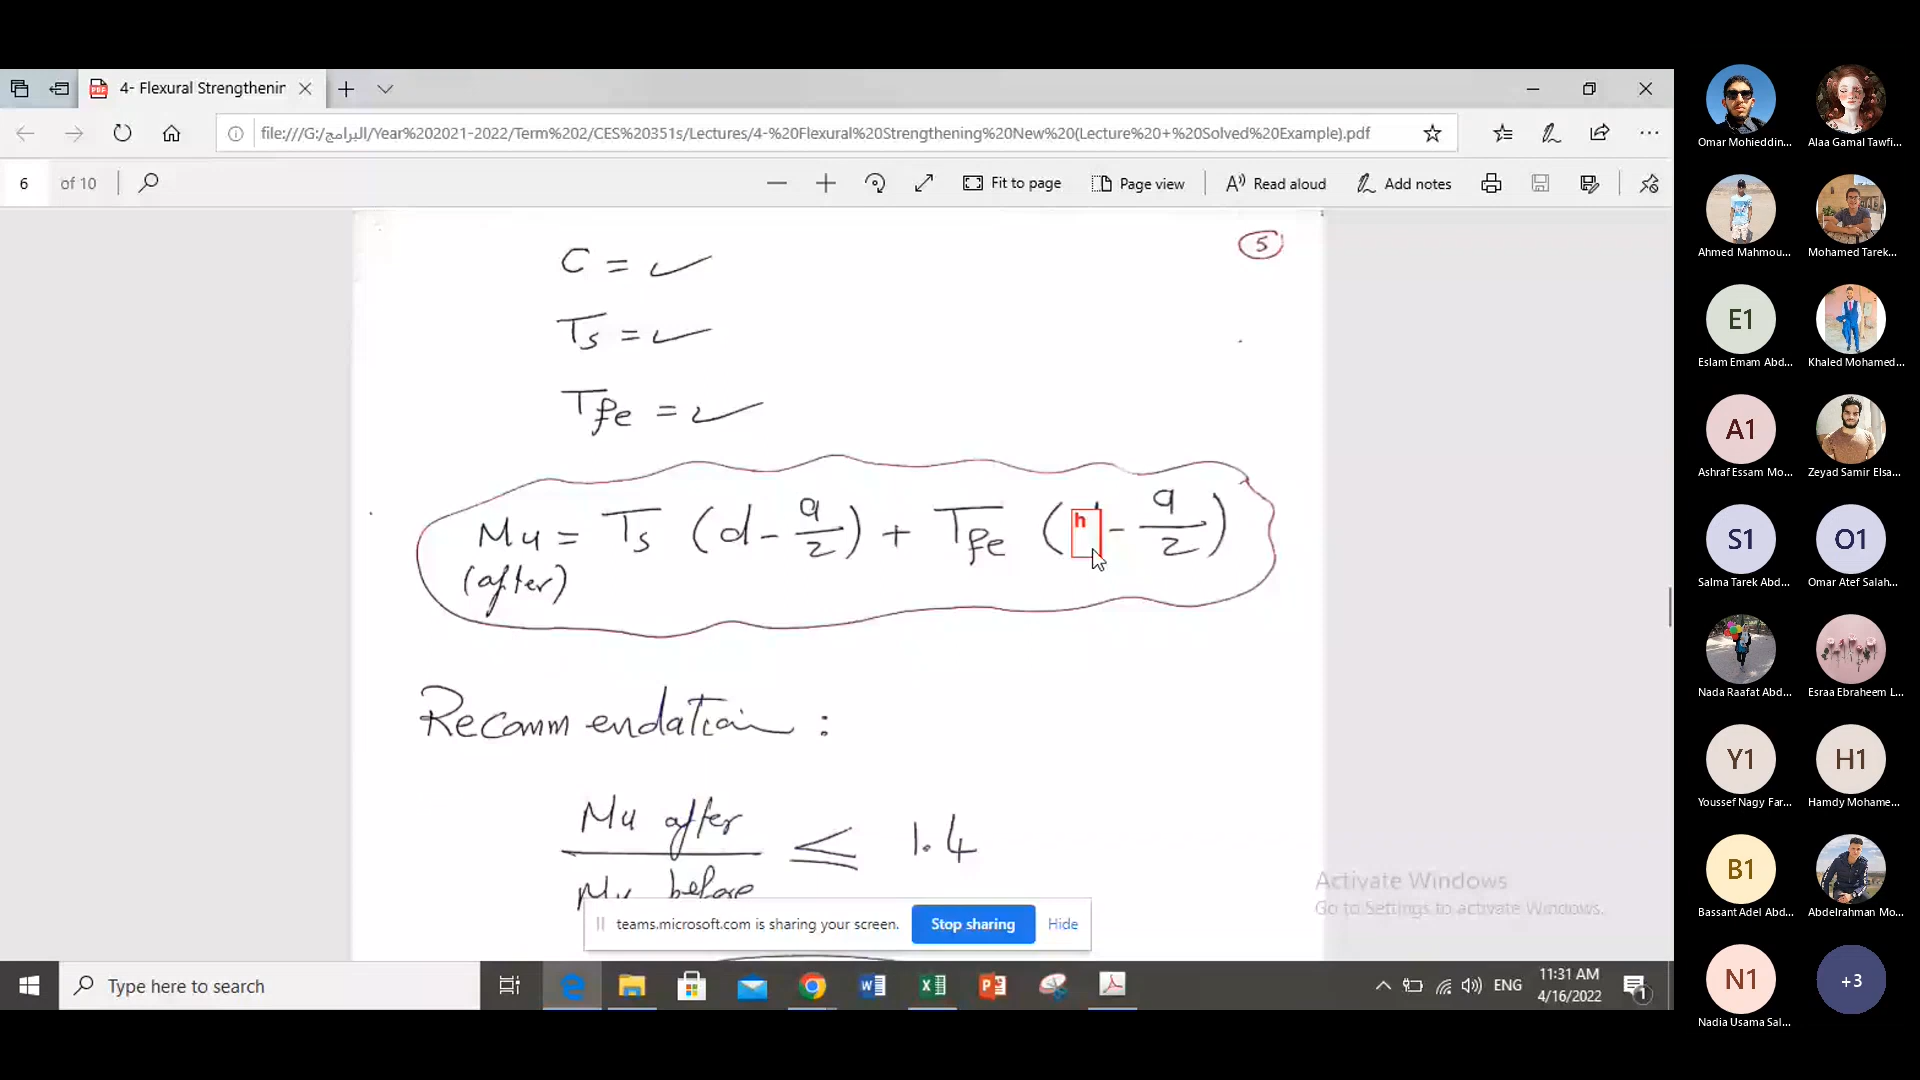 4- Flexural Strengthenin
file:///G:/البرامج/Year%202021-2022/Term%202/CES%20351s/Lectures/4-%20Flexural%20Strengthening%20New%20(Lecture%20+%20Solved%20Example).pdf
6 of 10 Fit to page Page view Read aloud Add notes
5
C = ✓
Ts = ✓
Tfe = ✓
Mu = Ts (d - a/2) + Tfe (h - a/2)
(after)
Recommendation :
Mu after
≤ 1.4
Mu before
Activate Windows
Go to Settings to activate Windows.
teams.microsoft.com is sharing your screen. Stop sharing Hide
Type here to search
ENG
11:31 AM
4/16/2022
1
Omar Mohieddin... Alaa Gamal Tawfi...
Ahmed Mahmou... Mohamed Tarek...
E1
Eslam Emam Abd... Khaled Mohamed...
A1
Ashraf Essam Mo... Zeyad Samir Elsa...
S1 O1
Salma Tarek Abd... Omar Atef Salah...
Nada Raafat Abd... Esraa Ebraheem L...
Y1 H1
Youssef Nagy Far... Hamdy Mohame...
B1
Bassant Adel Abd... Abdelrahman Mo...
N1 +3
Nadia Usama Sal...